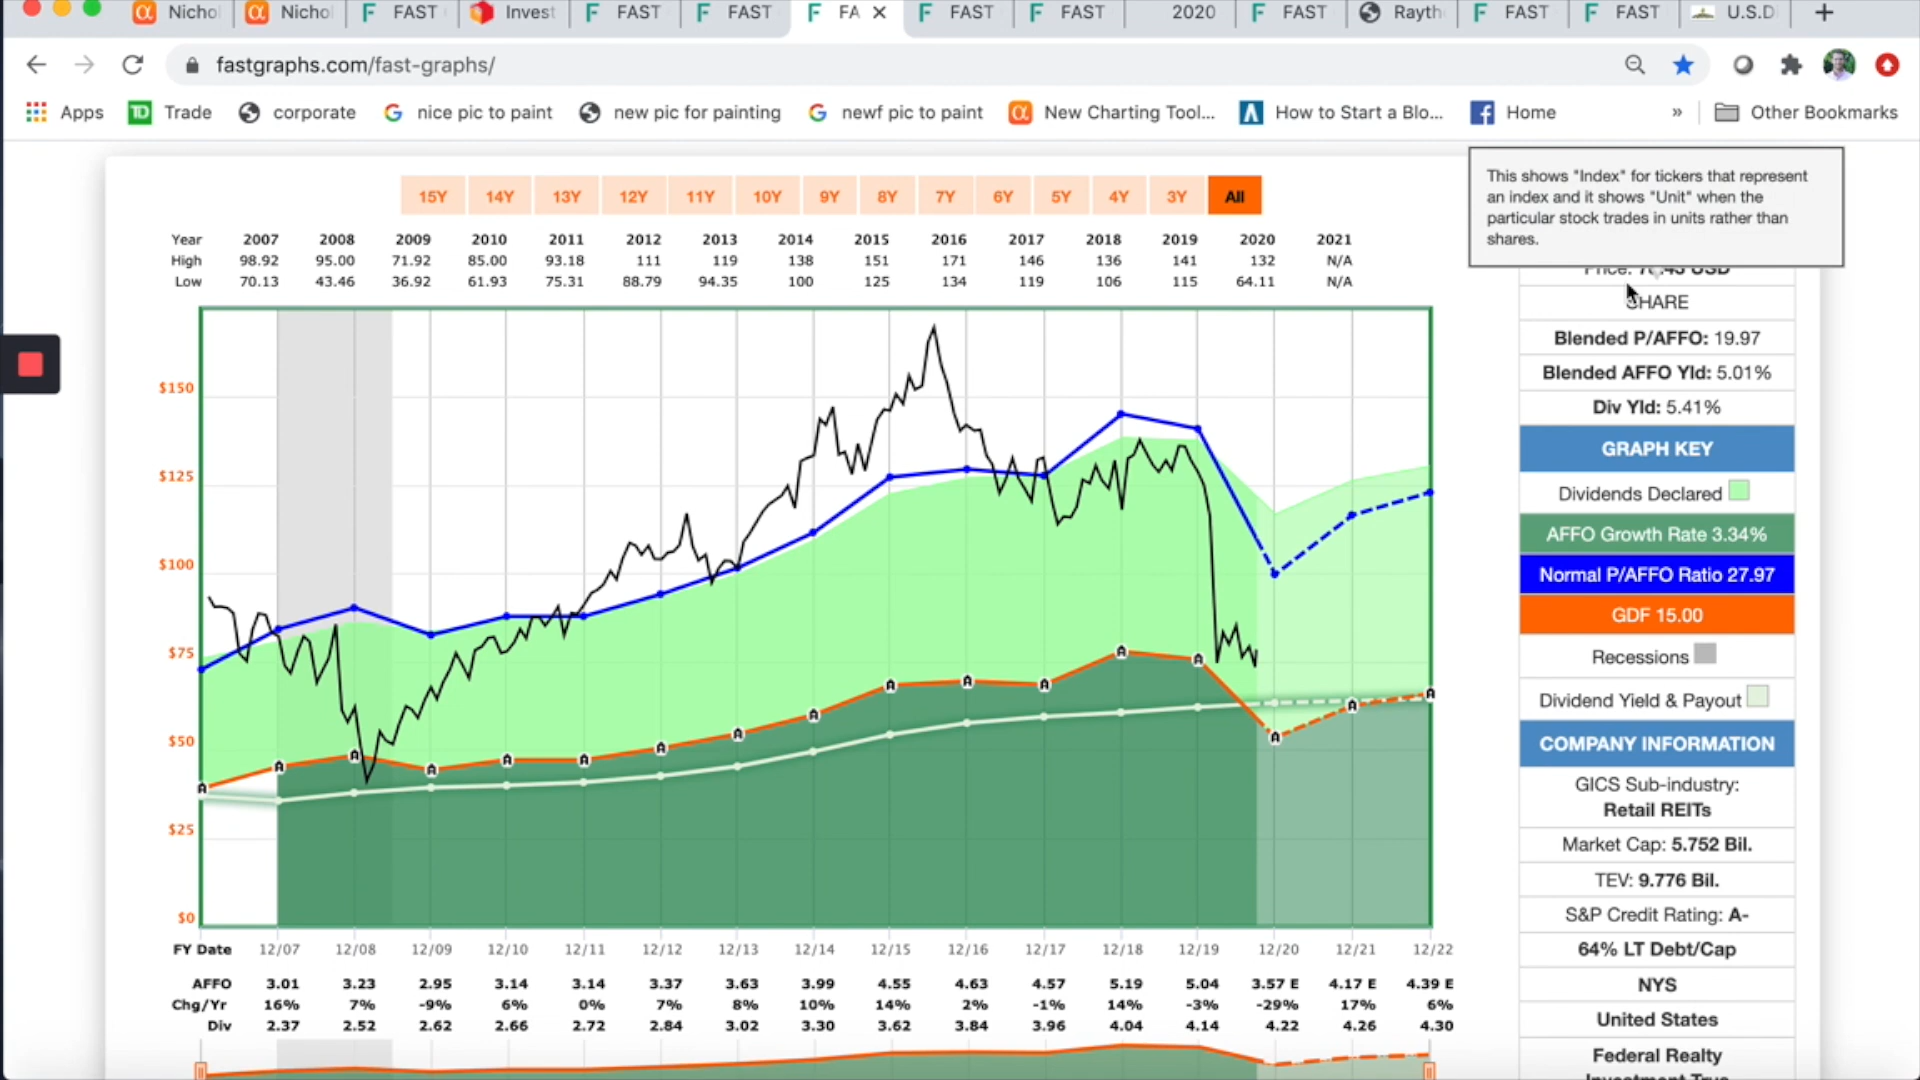 Nichol Nichol FAST Invest FAST FAST FA FAST FAST 2020 FAST Rayth FAST FAST U.S.D
fastgraphs.com/fast-graphs/
Apps Trade corporate nice pic to paint new pic for painting newf pic to paint New Charting Tool... How to Start a Blo... Home » Other Bookmarks
This shows "Index" for tickers that represent
an index and it shows "Unit" when the
particular stock trades in units rather than
shares.
15Y 14Y 13Y 12Y 11Y 10Y 9Y 8Y 7Y 6Y 5Y 4Y 3Y All
Year 2007 2008 2009 2010 2011 2012 2013 2014 2015 2016 2017 2018 2019 2020 2021
High 98.92 95.00 71.92 85.00 93.18 111 119 138 151 171 146 136 141 132 N/A
Low 70.13 43.46 36.92 61.93 75.31 88.79 94.35 100 125 134 119 106 115 64.11 N/A
$150
$125
$100
$75
$50
$25
$0
FY Date 12/07 12/08 12/09 12/10 12/11 12/12 12/13 12/14 12/15 12/16 12/17 12/18 12/19 12/20 12/21 12/22
AFFO 3.01 3.23 2.95 3.14 3.14 3.37 3.63 3.99 4.55 4.63 4.57 5.19 5.04 3.57 E 4.17 E 4.39 E
Chg/Yr 16% 7% -9% 6% 0% 7% 8% 10% 14% 2% -1% 14% -3% -29% 17% 6%
Div 2.37 2.52 2.62 2.66 2.72 2.84 3.02 3.30 3.62 3.84 3.96 4.04 4.14 4.22 4.26 4.30
Price: USD
SHARE
Blended P/AFFO: 19.97
Blended AFFO Yld: 5.01%
Div Yld: 5.41%
GRAPH KEY
Dividends Declared
AFFO Growth Rate 3.34%
Normal P/AFFO Ratio 27.97
GDF 15.00
Recessions
Dividend Yield & Payout
COMPANY INFORMATION
GICS Sub-industry:
Retail REITs
Market Cap: 5.752 Bil.
TEV: 9.776 Bil.
S&P Credit Rating: A-
64% LT Debt/Cap
NYS
United States
Federal Realty